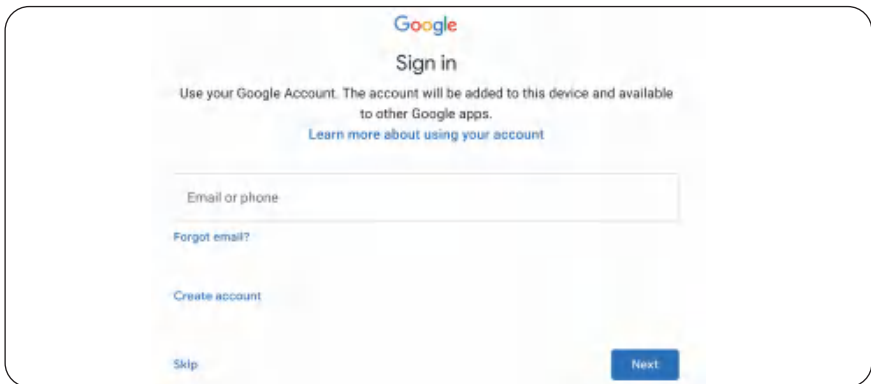 Google
Sign in
Use your Google Account. The account will be added to this device and available
to other Google apps.
Learn more about using your account
Email or phone
Forgot email?
Create account
Skip
Next